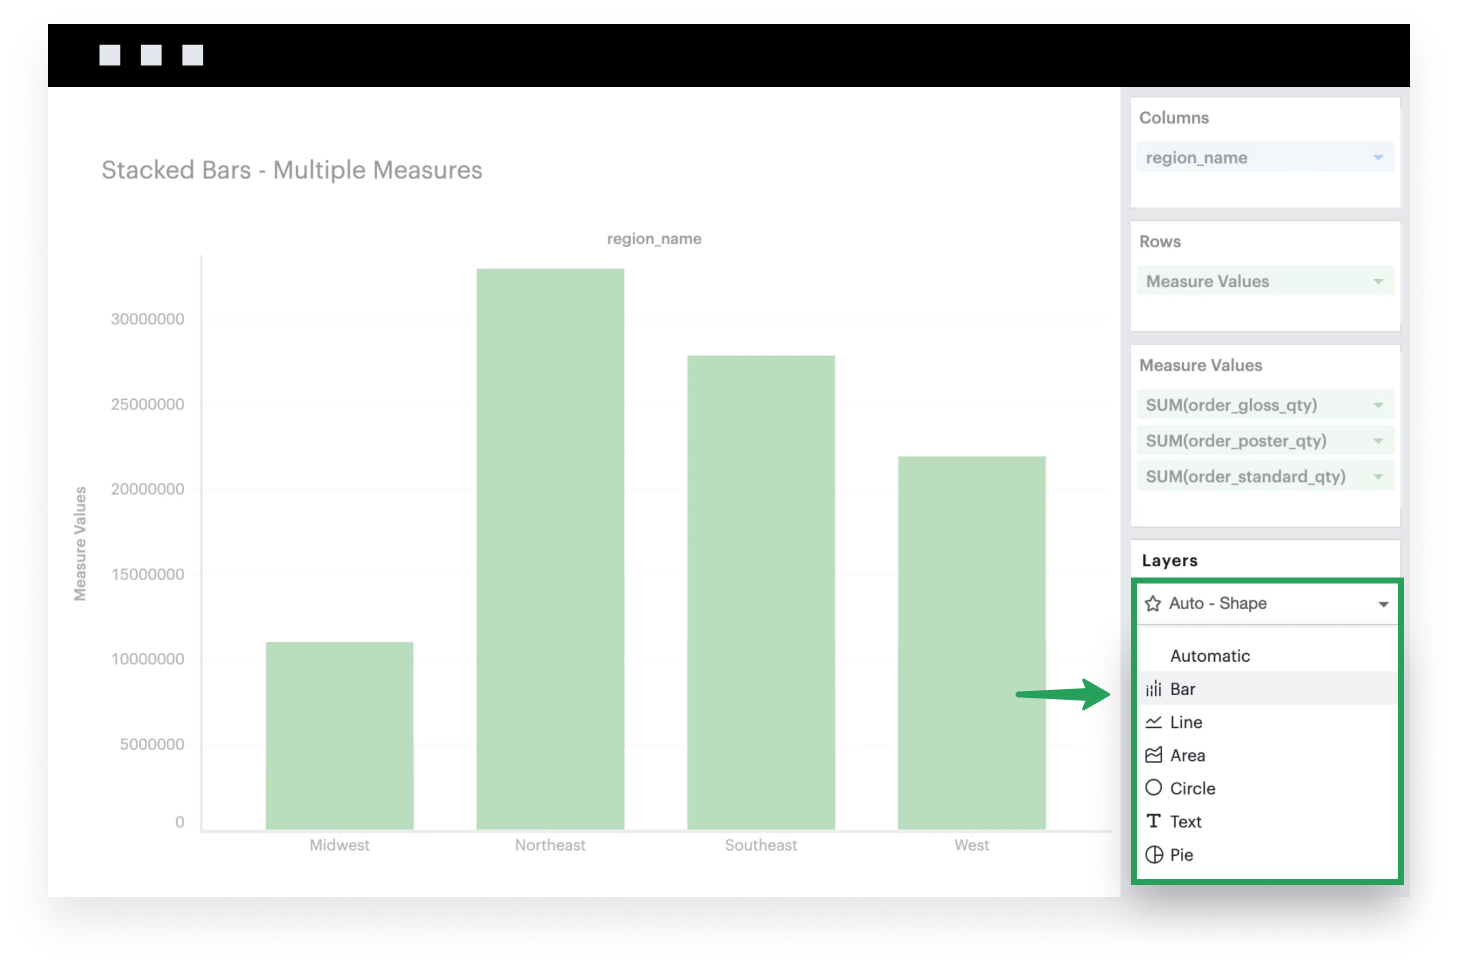 Stacked Bars - Multiple Measures
region_name
Measure Values
30000000
25000000
20000000
15000000
10000000
5000000
0
Midwest
Northeast
Southeast
West
Columns
region_name
Rows
Measure Values
Measure Values
SUM(order_gloss_qty)
SUM(order_poster_qty)
SUM(order_standard_qty)
Layers
Auto - Shape
Automatic
Bar
Line
Area
Circle
Text
Pie